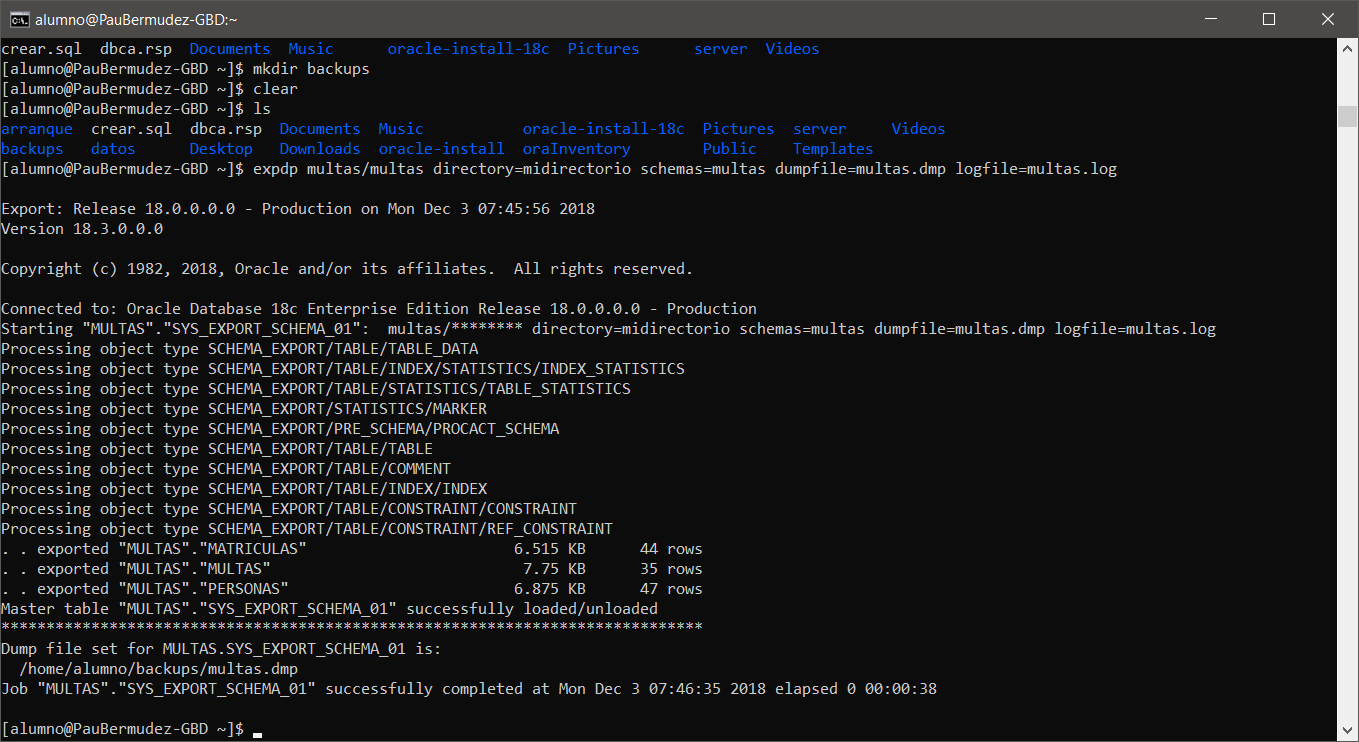 alumno@PauBermudez-GBD:~
crear.sql  dbca.rsp  Documents  Music      oracle-install-18c  Pictures      server  Videos
[alumno@PauBermudez-GBD ~]$ mkdir backups
[alumno@PauBermudez-GBD ~]$ clear
[alumno@PauBermudez-GBD ~]$ ls
arranque  crear.sql  dbca.rsp  Documents  Music           oracle-install-18c  Pictures  server     Videos
backups   datos      Desktop   Downloads  oracle-install  oraInventory        Public    Templates
[alumno@PauBermudez-GBD ~]$ expdp multas/multas directory=midirectorio schemas=multas dumpfile=multas.dmp logfile=multas.log
Export: Release 18.0.0.0.0 - Production on Mon Dec 3 07:45:56 2018
Version 18.3.0.0.0
Copyright (c) 1982, 2018, Oracle and/or its affiliates.  All rights reserved.
Connected to: Oracle Database 18c Enterprise Edition Release 18.0.0.0.0 - Production
Starting "MULTAS"."SYS_EXPORT_SCHEMA_01":  multas/******** directory=midirectorio schemas=multas dumpfile=multas.dmp logfile=multas.log
Processing object type SCHEMA_EXPORT/TABLE/TABLE_DATA
Processing object type SCHEMA_EXPORT/TABLE/INDEX/STATISTICS/INDEX_STATISTICS
Processing object type SCHEMA_EXPORT/TABLE/STATISTICS/TABLE_STATISTICS
Processing object type SCHEMA_EXPORT/STATISTICS/MARKER
Processing object type SCHEMA_EXPORT/PRE_SCHEMA/PROCACT_SCHEMA
Processing object type SCHEMA_EXPORT/TABLE/TABLE
Processing object type SCHEMA_EXPORT/TABLE/COMMENT
Processing object type SCHEMA_EXPORT/TABLE/INDEX/INDEX
Processing object type SCHEMA_EXPORT/TABLE/CONSTRAINT/CONSTRAINT
Processing object type SCHEMA_EXPORT/TABLE/CONSTRAINT/REF_CONSTRAINT
. . exported "MULTAS"."MATRICULAS"                       6.515 KB      44 rows
. . exported "MULTAS"."MULTAS"                            7.75 KB      35 rows
. . exported "MULTAS"."PERSONAS"                         6.875 KB      47 rows
Master table "MULTAS"."SYS_EXPORT_SCHEMA_01" successfully loaded/unloaded
******************************************************************************
Dump file set for MULTAS.SYS_EXPORT_SCHEMA_01 is:
  /home/alumno/backups/multas.dmp
Job "MULTAS"."SYS_EXPORT_SCHEMA_01" successfully completed at Mon Dec 3 07:46:35 2018 elapsed 0 00:00:38
[alumno@PauBermudez-GBD ~]$